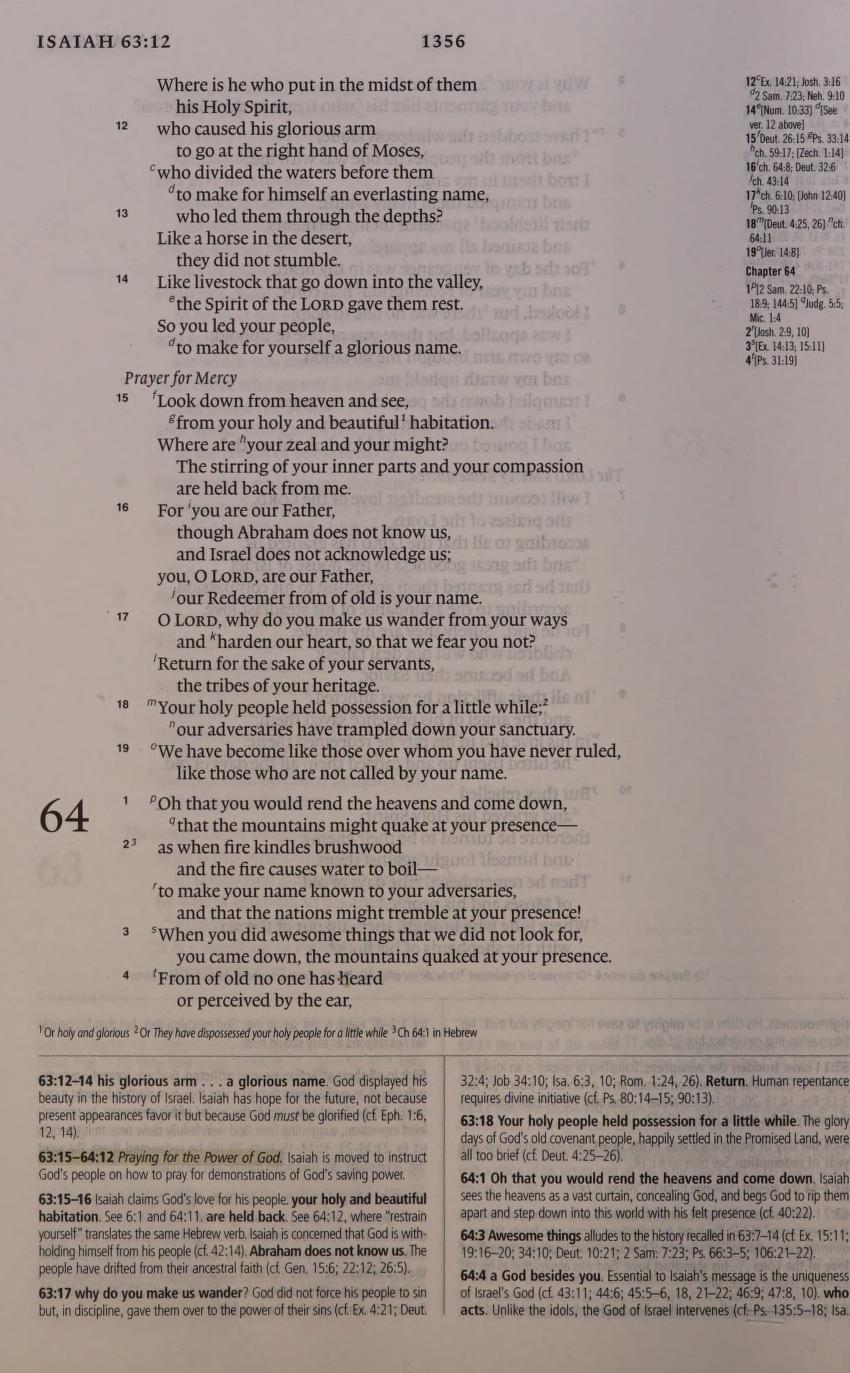 ISAIAH 63:12
1356
Where is he who put in the midst of them
his Holy Spirit,
12 who caused his glorious arm
to go at the right hand of Moses,
c who divided the waters before them
d to make for himself an everlasting name,
13 who led them through the depths?
Like a horse in the desert,
they did not stumble.
14 Like livestock that go down into the valley,
e the Spirit of the LORD gave them rest.
So you led your people,
d to make for yourself a glorious name.
Prayer for Mercy
15 f Look down from heaven and see,
g from your holy and beautiful1 habitation.
Where are h your zeal and your might?
The stirring of your inner parts and your compassion
are held back from me.
16 For i you are our Father,
though Abraham does not know us,
and Israel does not acknowledge us;
you, O LORD, are our Father,
j our Redeemer from of old is your name.
17 O LORD, why do you make us wander from your ways
and k harden our heart, so that we fear you not?
l Return for the sake of your servants,
the tribes of your heritage.
18 m Your holy people held possession for a little while;2
n our adversaries have trampled down your sanctuary.
19 o We have become like those over whom you have never ruled,
like those who are not called by your name.
64
1 p Oh that you would rend the heavens and come down,
q that the mountains might quake at your presence—
2 3 as when fire kindles brushwood
and the fire causes water to boil—
r to make your name known to your adversaries,
and that the nations might tremble at your presence!
3 s When you did awesome things that we did not look for,
you came down, the mountains quaked at your presence.
4 t From of old no one has heard
or perceived by the ear,
12 c Ex. 14:21; Josh. 3:16
d 2 Sam. 7:23; Neh. 9:10
14 e [Num. 10:33] d [See
ver. 12 above]
15 f Deut. 26:15 g Ps. 33:14
h ch. 59:17; [Zech. 1:14]
16 i ch. 64:8; Deut. 32:6
j ch. 43:14
17 k ch. 6:10; [John 12:40]
l Ps. 90:13
18 m [Deut. 4:25, 26] n ch.
64:11
19 o [Jer. 14:8]
Chapter 64
1 p [2 Sam. 22:10; Ps.
18:9; 144:5] q Judg. 5:5;
Mic. 1:4
2 r [Josh. 2:9, 10]
3 s [Ex. 14:13; 15:11]
4 t [Ps. 31:19]
1 Or holy and glorious 2 Or They have dispossessed your holy people for a little while 3 Ch 64:1 in Hebrew
63:12–14 his glorious arm . . . a glorious name. God displayed his
beauty in the history of Israel. Isaiah has hope for the future, not because
present appearances favor it but because God must be glorified (cf. Eph. 1:6,
12, 14).
63:15–64:12 Praying for the Power of God. Isaiah is moved to instruct
God's people on how to pray for demonstrations of God's saving power.
63:15–16 Isaiah claims God's love for his people. your holy and beautiful
habitation. See 6:1 and 64:11. are held back. See 64:12, where "restrain
yourself" translates the same Hebrew verb. Isaiah is concerned that God is with-
holding himself from his people (cf. 42:14). Abraham does not know us. The
people have drifted from their ancestral faith (cf. Gen. 15:6; 22:12; 26:5).
63:17 why do you make us wander? God did not force his people to sin
but, in discipline, gave them over to the power of their sins (cf. Ex. 4:21; Deut.
32:4; Job 34:10; Isa. 6:3, 10; Rom. 1:24, 26). Return. Human repentance
requires divine initiative (cf. Ps. 80:14–15; 90:13).
63:18 Your holy people held possession for a little while. The glory
days of God's old covenant people, happily settled in the Promised Land, were
all too brief (cf. Deut. 4:25–26).
64:1 Oh that you would rend the heavens and come down. Isaiah
sees the heavens as a vast curtain, concealing God, and begs God to rip them
apart and step down into this world with his felt presence (cf. 40:22).
64:3 Awesome things alludes to the history recalled in 63:7–14 (cf. Ex. 15:11;
19:16–20; 34:10; Deut. 10:21; 2 Sam. 7:23; Ps. 66:3–5; 106:21–22).
64:4 a God besides you. Essential to Isaiah's message is the uniqueness
of Israel's God (cf. 43:11; 44:6; 45:5–6, 18, 21–22; 46:9; 47:8, 10). who
acts. Unlike the idols, the God of Israel intervenes (cf. Ps. 135:5–18; Isa.